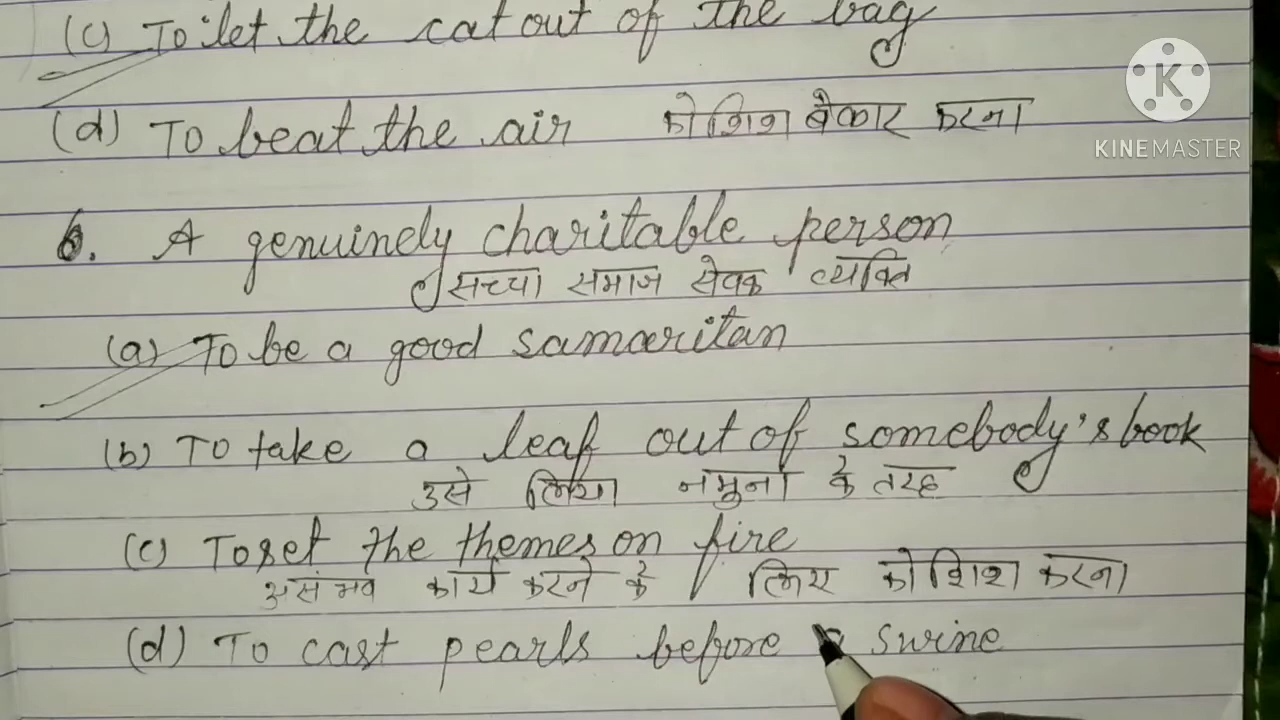 (c) To let the cat out of the bag
(d) To beat the air कोशिश बेकार करना
K
KINEMASTER
6. A genuinely charitable person
सच्चा समाज सेवक व्यक्ति
(a) To be a good samaritan
(b) To take a leaf out of somebody's book
उसे लिया नमुना के तरह
(c) To set the themes on fire
असंभव कार्य करने के लिए कोशिश करना
(d) To cast pearls before swine